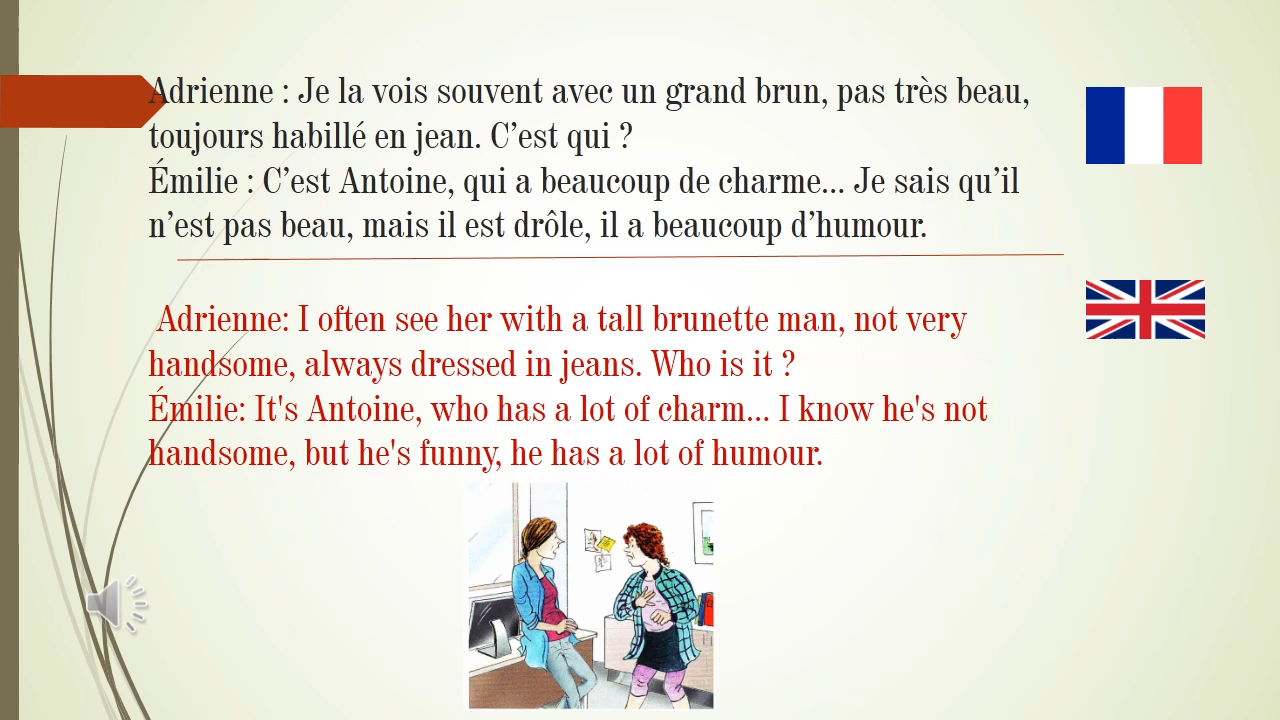 Adrienne : Je la vois souvent avec un grand brun, pas très beau,
toujours habillé en jean. C’est qui ?
Émilie : C’est Antoine, qui a beaucoup de charme... Je sais qu’il
n’est pas beau, mais il est drôle, il a beaucoup d’humour.
Adrienne: I often see her with a tall brunette man, not very
handsome, always dressed in jeans. Who is it ?
Émilie: It's Antoine, who has a lot of charm... I know he's not
handsome, but he's funny, he has a lot of humour.